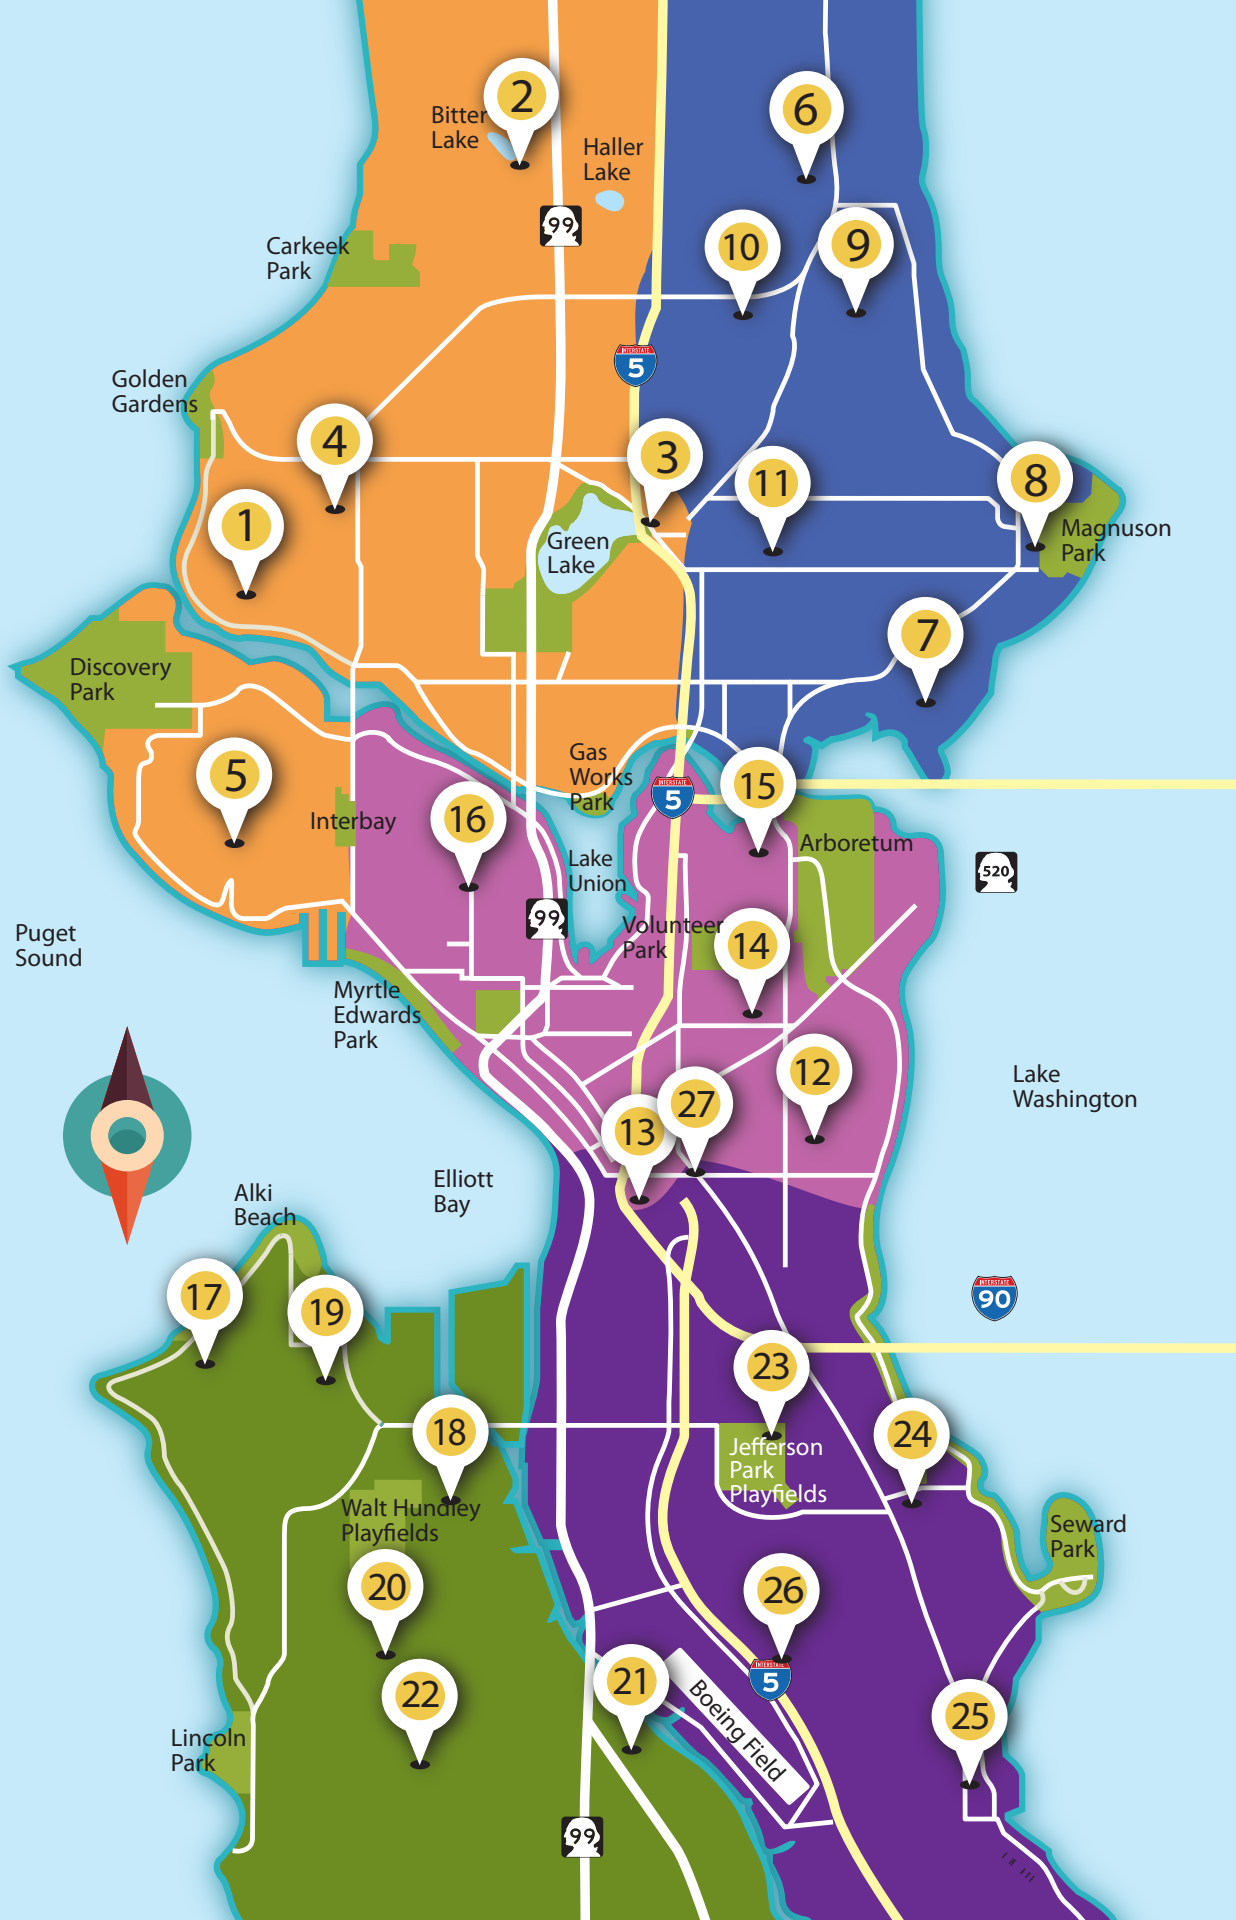 2
6
Bitter
Lake
Haller
Lake
99
10
9
Carkeek
Park
INTERSTATE
5
Golden
Gardens
4
3
11
8
1
Green
Lake
Magnuson
Park
7
Discovery
Park
5
Gas
Works
Park
INTERSTATE
5
15
Interbay
16
Arboretum
Lake
Union
520
99
Volunteer
Park
14
Puget
Sound
Myrtle
Edwards
Park
12
Lake
Washington
27
13
Elliott
Bay
Alki
Beach
17
19
INTERSTATE
90
23
18
24
Jefferson
Park
Playfields
Walt Hundley
Playfields
Seward
Park
20
26
INTERSTATE
5
21
22
Boeing Field
25
Lincoln
Park
99